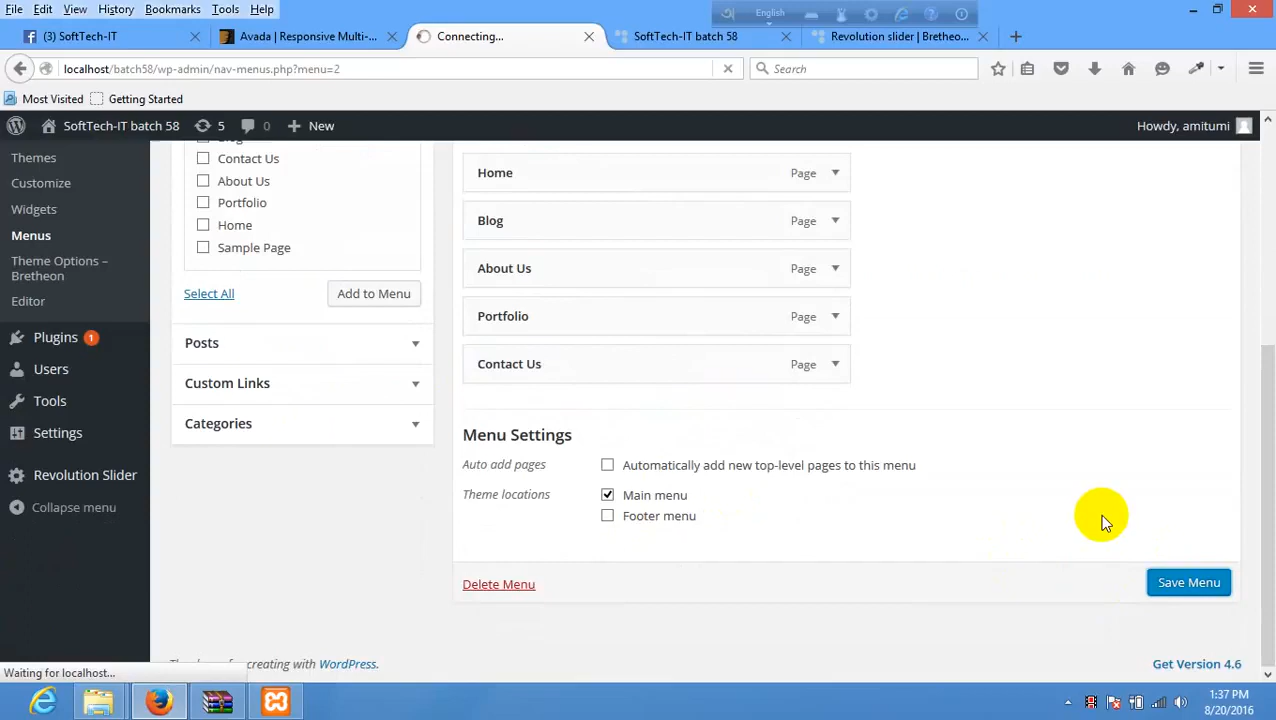 File Edit View History Bookmarks Tools Help
English
(3) SoftTech-IT
Avada | Responsive Multi-...
Connecting...
SoftTech-IT batch 58
Revolution slider | Bretheo...
localhost/batch58/wp-admin/nav-menus.php?menu=2
Search
Most Visited
Getting Started
SoftTech-IT batch 58
5
0
New
Howdy, amitumi
Themes
Customize
Widgets
Menus
Theme Options –
Bretheon
Editor
Plugins 1
Users
Tools
Settings
Revolution Slider
Collapse menu
Contact Us
About Us
Portfolio
Home
Sample Page
Select All
Add to Menu
Posts
Custom Links
Categories
Home Page
Blog Page
About Us Page
Portfolio Page
Contact Us Page
Menu Settings
Auto add pages
Automatically add new top-level pages to this menu
Theme locations
Main menu
Footer menu
Delete Menu
Save Menu
creating with WordPress.
Get Version 4.6
Waiting for localhost...
1:37 PM
8/20/2016